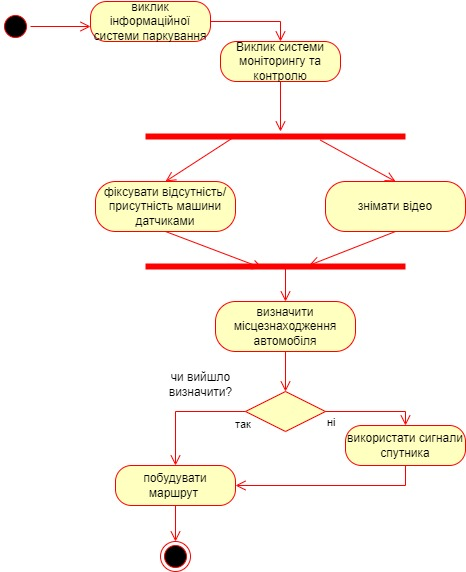 виклик
інформаційної
системи паркування
Виклик системи
моніторингу та
контролю
фіксувати відсутність/
присутність машини
датчиками
знімати відео
визначити
місцезнаходження
автомобіля
чи вийшло
визначити?
так
ні
використати сигнали
спутника
побудувати
маршрут